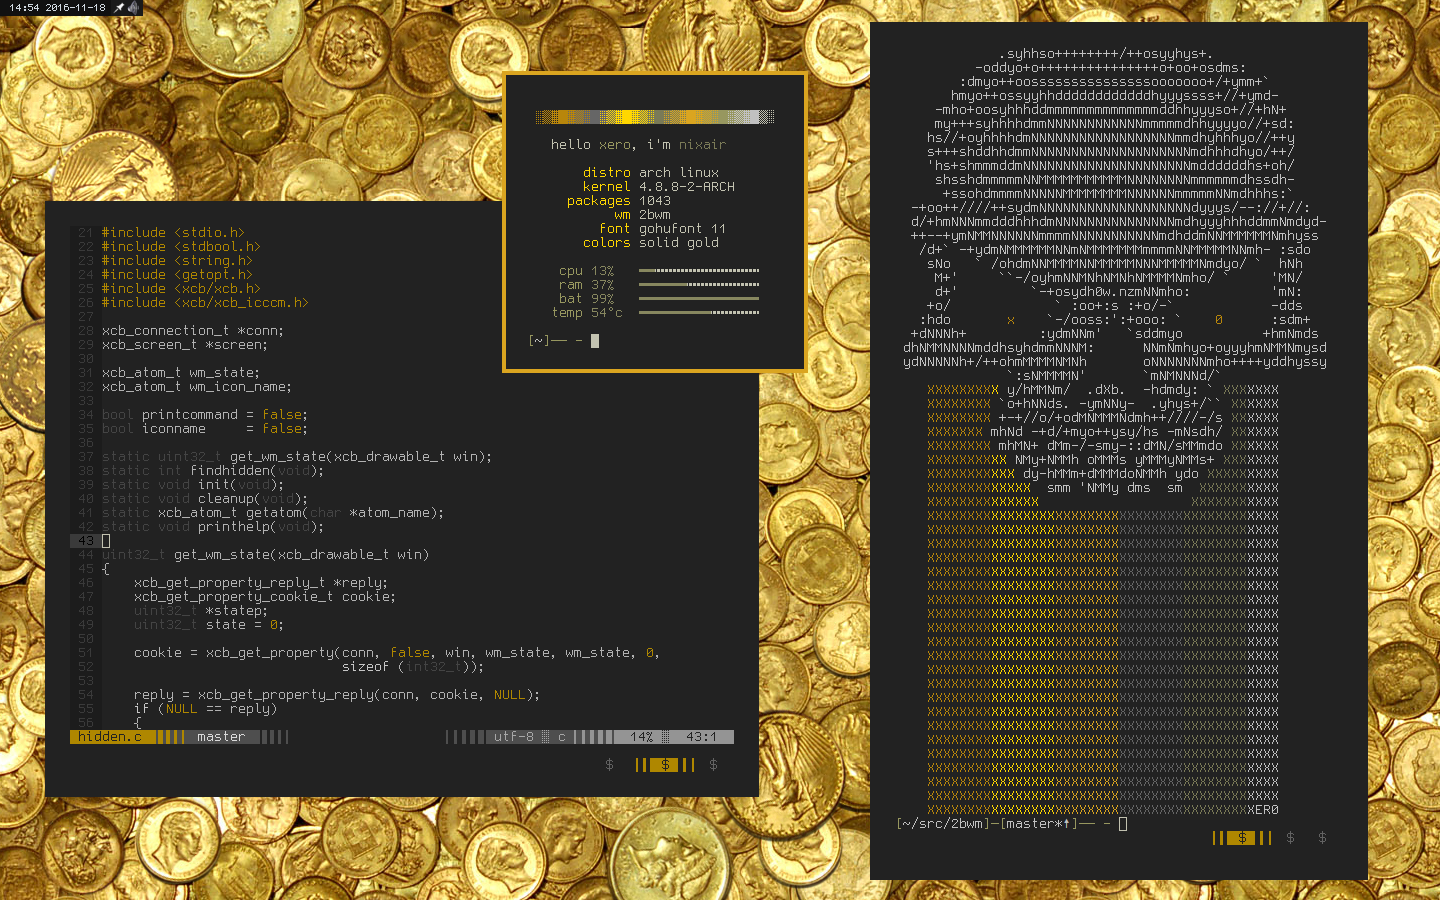 14:54 2016-11-18
hello xero, i'm nixair
distro arch linux
kernel 4.8.8-2-ARCH
packages 1043
wm 2bwm
font gohufont 11
colors solid gold
cpu 13%
ram 37%
bat 99%
temp 54°c
[~]── -
21 #include <stdio.h>
22 #include <stdbool.h>
23 #include <string.h>
24 #include <getopt.h>
25 #include <xcb/xcb.h>
26 #include <xcb/xcb_icccm.h>
27
28 xcb_connection_t *conn;
29 xcb_screen_t *screen;
30
31 xcb_atom_t wm_state;
32 xcb_atom_t wm_icon_name;
33
34 bool printcommand = false;
35 bool iconname     = false;
36
37 static uint32_t get_wm_state(xcb_drawable_t win);
38 static int findhidden(void);
39 static void init(void);
40 static void cleanup(void);
41 static xcb_atom_t getatom(char *atom_name);
42 static void printhelp(void);
43
44 uint32_t get_wm_state(xcb_drawable_t win)
45 {
46     xcb_get_property_reply_t *reply;
47     xcb_get_property_cookie_t cookie;
48     uint32_t *statep;
49     uint32_t state = 0;
50
51     cookie = xcb_get_property(conn, false, win, wm_state, wm_state, 0,
52                               sizeof (int32_t));
53
54     reply = xcb_get_property_reply(conn, cookie, NULL);
55     if (NULL == reply)
56     {
hidden.c master utf-8 c 14% 43:1
$ $ $
XER0
[~/src/2bwm]─[master*↑]── -
$ $ $